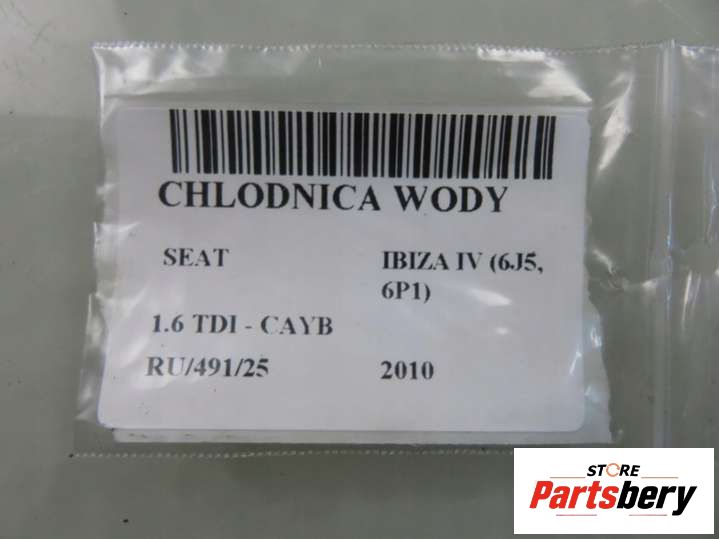 CHLODNICA WODY
SEAT
IBIZA IV (6J5,
6P1)
1.6 TDI - CAYB
RU/491/25
2010
STORE
Partsbery